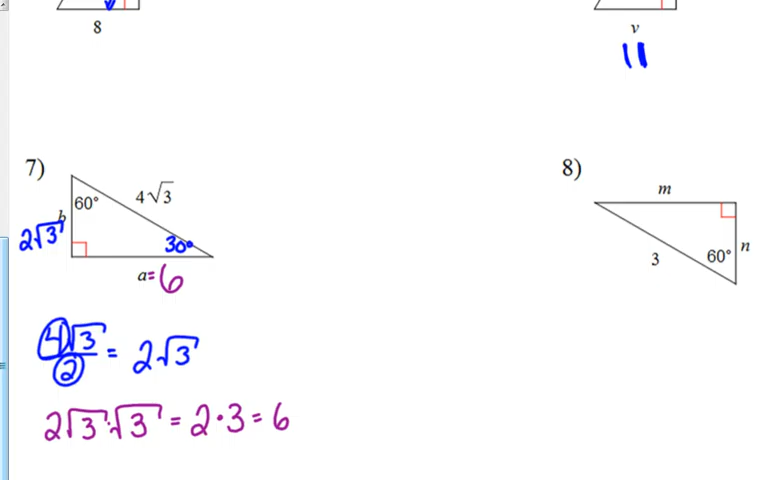 8
v
11
7)
60°
4√3
b
2√3
30°
a=6
4√3/2 = 2√3
2√3·√3 = 2·3 = 6
8)
m
3
60°
n